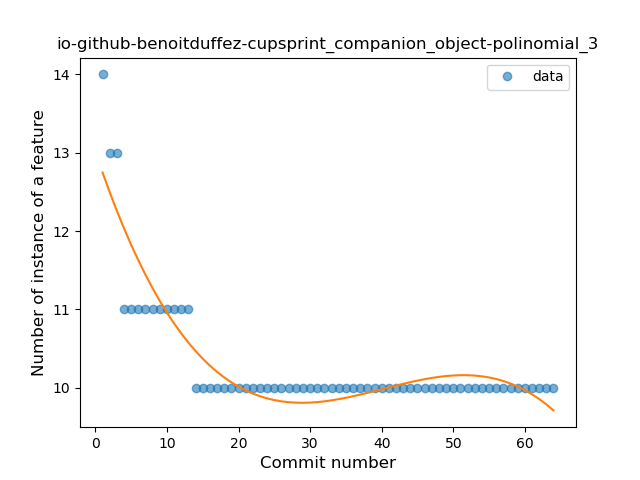 io-github-benoitduffez-cupsprint_companion_object-polinomial_3
data
Number of instance of a feature
14
13
12
11
10
0 10 20 30 40 50 60
Commit number